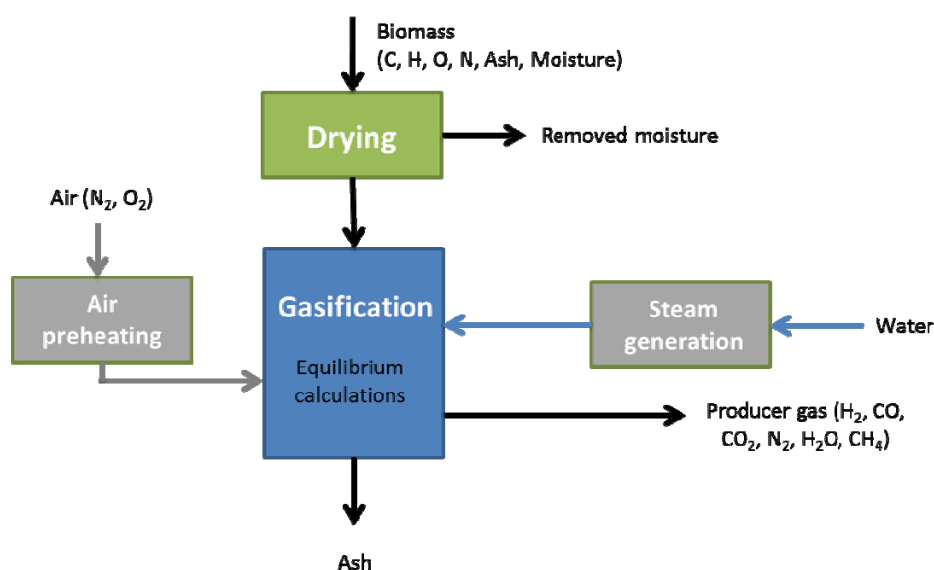 Biomass
(C, H, O, N, Ash, Moisture)
Drying
Removed moisture
Air (N₂, O₂)
Air
preheating
Gasification
Equilibrium
calculations
Steam
generation
Water
Producer gas (H₂, CO,
CO₂, N₂, H₂O, CH₄)
Ash